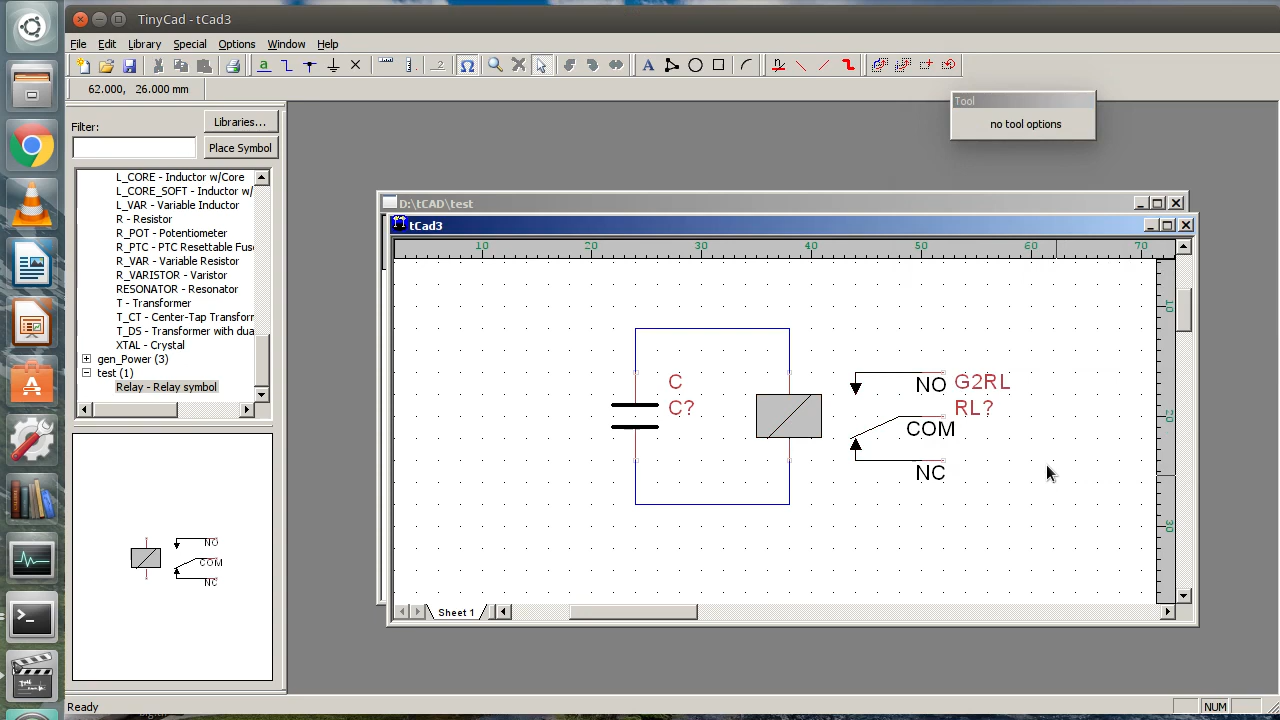 TinyCad - tCad3
File Edit Library Special Options Window Help
62.000, 26.000 mm
Tool
no tool options
Filter:
Libraries...
Place Symbol
L_CORE - Inductor w/Core
L_CORE_SOFT - Inductor w/
L_VAR - Variable Inductor
R - Resistor
R_POT - Potentiometer
R_PTC - PTC Resettable Fuse
R_VAR - Variable Resistor
R_VARISTOR - Varistor
RESONATOR - Resonator
T - Transformer
T_CT - Center-Tap Transforr
T_DS - Transformer with dua
XTAL - Crystal
gen_Power (3)
test (1)
Relay - Relay symbol
NO
COM
NC
D:\tCAD\test
tCad3
10 20 30 40 50 60 70
10
20
30
C
C?
NO
G2RL
RL?
COM
NC
Sheet 1
Ready
NUM